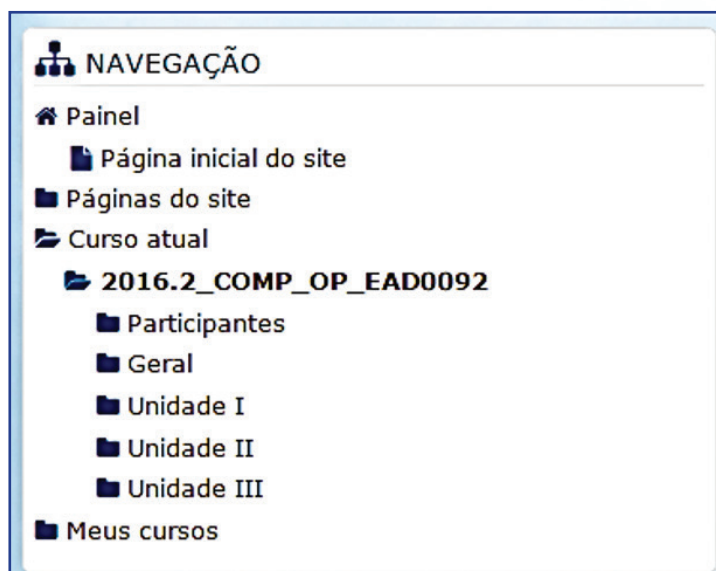 NAVEGAÇÃO
Painel
Página inicial do site
Páginas do site
Curso atual
2016.2_COMP_OP_EAD0092
Participantes
Geral
Unidade I
Unidade II
Unidade III
Meus cursos